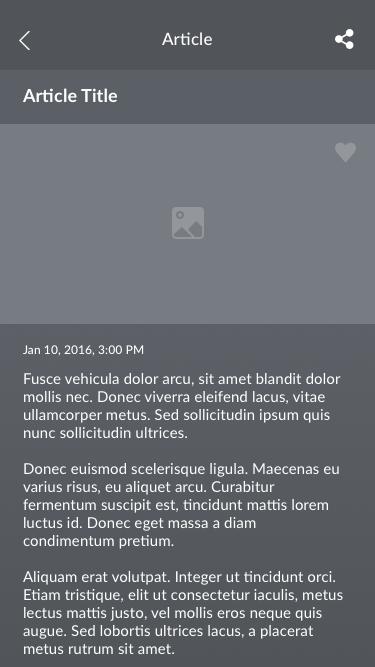 Article
Article Title
Jan 10, 2016, 3:00 PM
Fusce vehicula dolor arcu, sit amet blandit dolor
mollis nec. Donec viverra eleifend lacus, vitae
ullamcorper metus. Sed sollicitudin ipsum quis
nunc sollicitudin ultrices.
Donec euismod scelerisque ligula. Maecenas eu
varius risus, eu aliquet arcu. Curabitur
fermentum suscipit est, tincidunt mattis lorem
luctus id. Donec eget massa a diam
condimentum pretium.
Aliquam erat volutpat. Integer ut tincidunt orci.
Etiam tristique, elit ut consectetur iaculis, metus
lectus mattis justo, vel mollis eros neque quis
augue. Sed lobortis ultrices lacus, a placerat
metus rutrum sit amet.